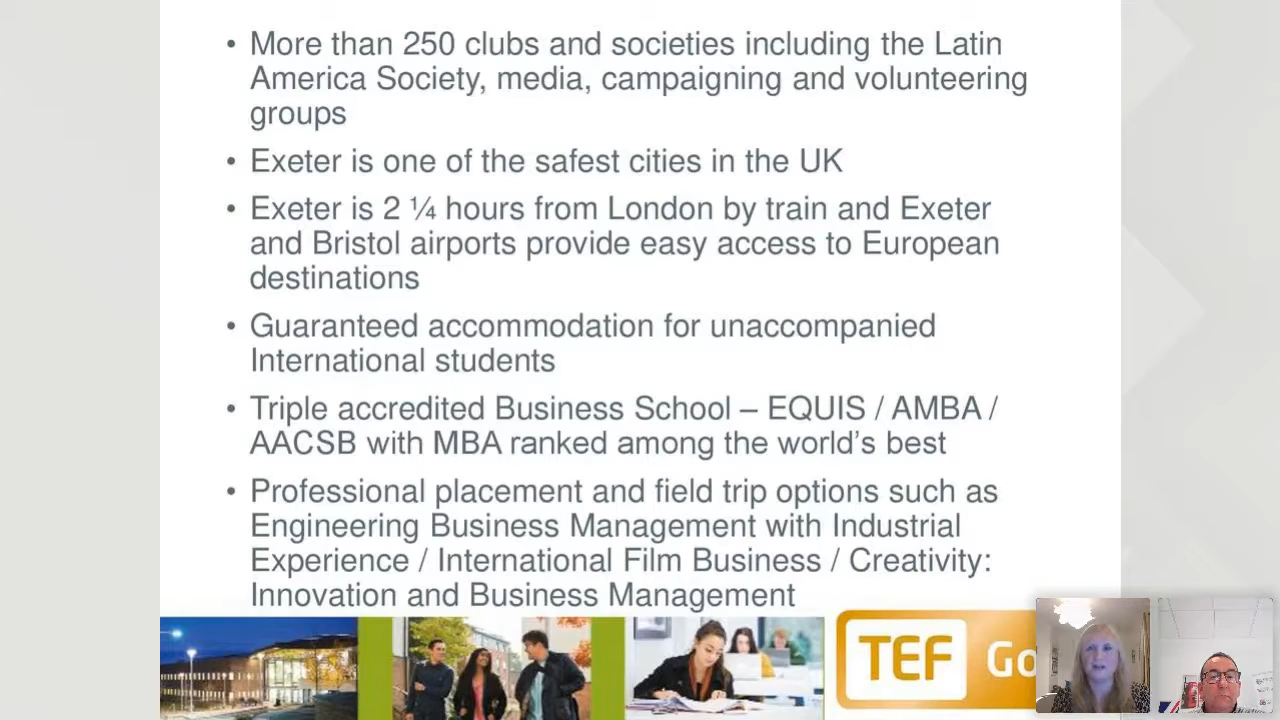 • More than 250 clubs and societies including the Latin
America Society, media, campaigning and volunteering
groups
• Exeter is one of the safest cities in the UK
• Exeter is 2 ¼ hours from London by train and Exeter
and Bristol airports provide easy access to European
destinations
• Guaranteed accommodation for unaccompanied
International students
• Triple accredited Business School – EQUIS / AMBA /
AACSB with MBA ranked among the world's best
• Professional placement and field trip options such as
Engineering Business Management with Industrial
Experience / International Film Business / Creativity:
Innovation and Business Management
TEF Go